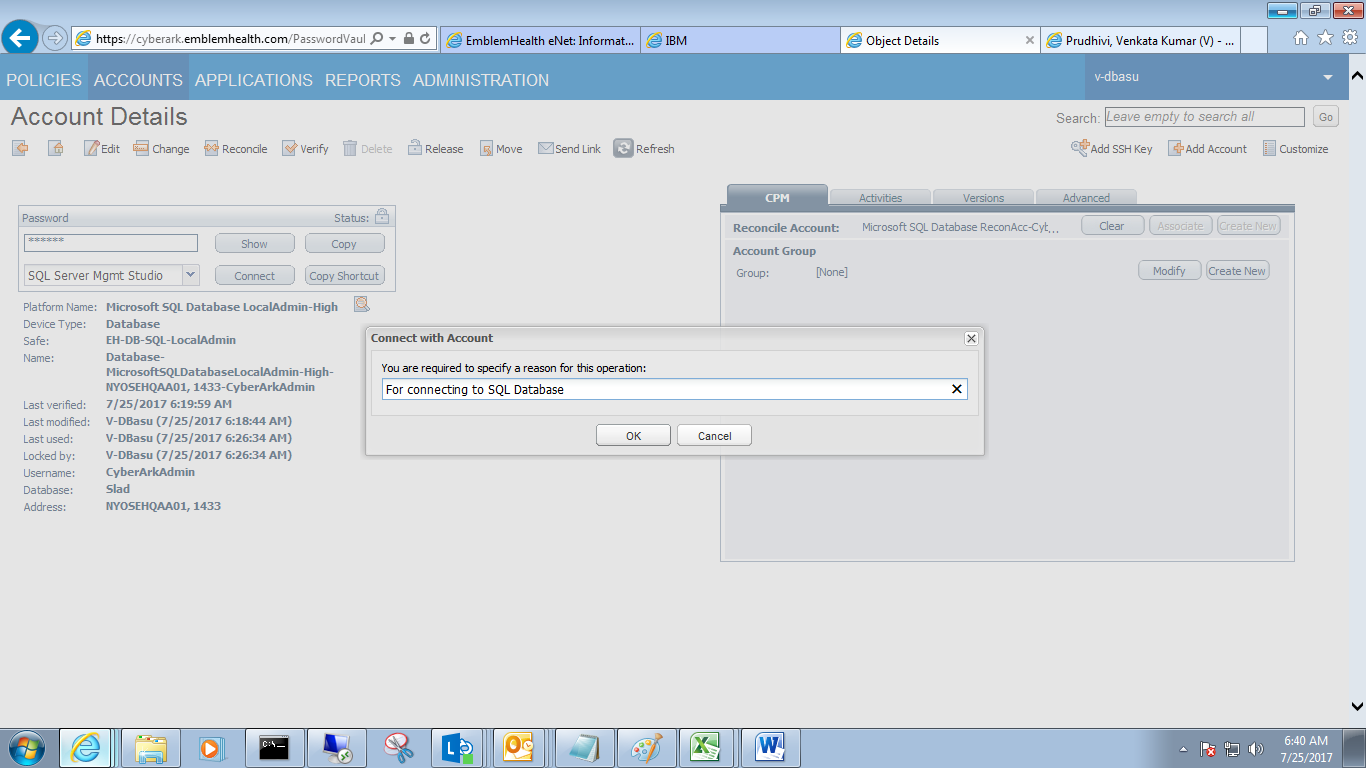 https://cyberark.emblemhealth.com/PasswordVaul
EmblemHealth eNet: Informat...
IBM
Object Details
Prudhivi, Venkata Kumar (V) - ...
POLICIES ACCOUNTS APPLICATIONS REPORTS ADMINISTRATION
v-dbasu
Account Details
Search: Leave empty to search all Go
Edit Change Reconcile Verify Delete Release Move Send Link Refresh
Add SSH Key Add Account Customize
Password Status:
****** Show Copy
SQL Server Mgmt Studio Connect Copy Shortcut
Platform Name: Microsoft SQL Database LocalAdmin-High
Device Type: Database
Safe: EH-DB-SQL-LocalAdmin
Name: Database-
MicrosoftSQLDatabaseLocalAdmin-High-
NYOSEHQAA01, 1433-CyberArkAdmin
Last verified: 7/25/2017 6:19:59 AM
Last modified: V-DBasu (7/25/2017 6:18:44 AM)
Last used: V-DBasu (7/25/2017 6:26:34 AM)
Locked by: V-DBasu (7/25/2017 6:26:34 AM)
Username: CyberArkAdmin
Database: Slad
Address: NYOSEHQAA01, 1433
CPM Activities Versions Advanced
Reconcile Account: Microsoft SQL Database ReconAcc-Cyb... Clear Associate Create New
Account Group
Group: [None] Modify Create New
Connect with Account
You are required to specify a reason for this operation:
For connecting to SQL Database
OK Cancel
6:40 AM
7/25/2017